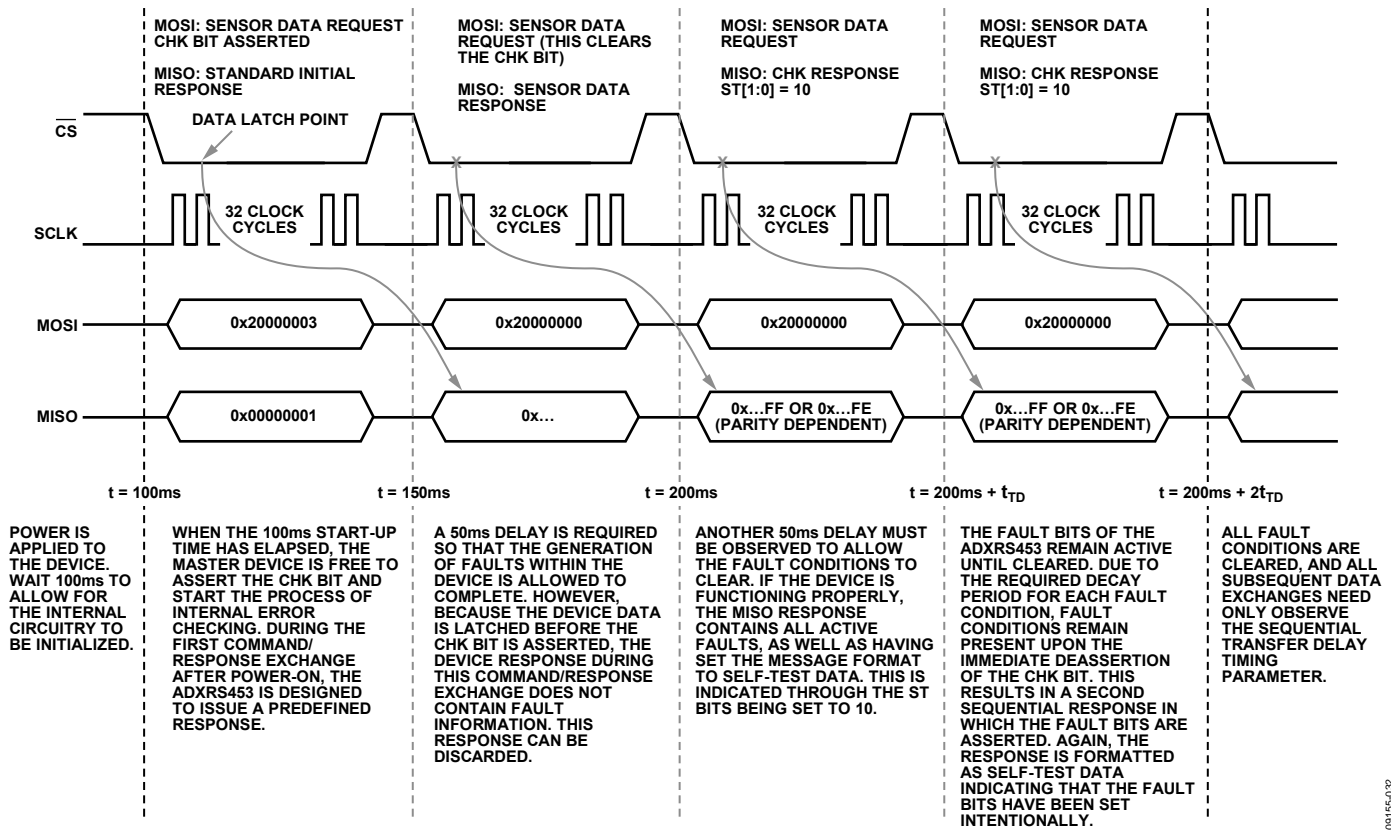 MOSI: SENSOR DATA REQUEST
CHK BIT ASSERTED
MISO: STANDARD INITIAL
RESPONSE
MOSI: SENSOR DATA
REQUEST (THIS CLEARS
THE CHK BIT)
MISO: SENSOR DATA
RESPONSE
MOSI: SENSOR DATA
REQUEST
MISO: CHK RESPONSE
ST[1:0] = 10
MOSI: SENSOR DATA
REQUEST
MISO: CHK RESPONSE
ST[1:0] = 10
DATA LATCH POINT
CS
SCLK
32 CLOCK
CYCLES
32 CLOCK
CYCLES
32 CLOCK
CYCLES
32 CLOCK
CYCLES
MOSI
0x20000003
0x20000000
0x20000000
0x20000000
MISO
0x00000001
0x...
0x...FF OR 0x...FE
(PARITY DEPENDENT)
0x...FF OR 0x...FE
(PARITY DEPENDENT)
t = 100ms
t = 150ms
t = 200ms
t = 200ms + tTD
t = 200ms + 2tTD
POWER IS
APPLIED TO
THE DEVICE.
WAIT 100ms TO
ALLOW FOR
THE INTERNAL
CIRCUITRY TO
BE INITIALIZED.
WHEN THE 100ms START-UP
TIME HAS ELAPSED, THE
MASTER DEVICE IS FREE TO
ASSERT THE CHK BIT AND
START THE PROCESS OF
INTERNAL ERROR
CHECKING. DURING THE
FIRST COMMAND/
RESPONSE EXCHANGE
AFTER POWER-ON, THE
ADXRS453 IS DESIGNED
TO ISSUE A PREDEFINED
RESPONSE.
A 50ms DELAY IS REQUIRED
SO THAT THE GENERATION
OF FAULTS WITHIN THE
DEVICE IS ALLOWED TO
COMPLETE. HOWEVER,
BECAUSE THE DEVICE DATA
IS LATCHED BEFORE THE
CHK BIT IS ASSERTED, THE
DEVICE RESPONSE DURING
THIS COMMAND/RESPONSE
EXCHANGE DOES NOT
CONTAIN FAULT
INFORMATION. THIS
RESPONSE CAN BE
DISCARDED.
ANOTHER 50ms DELAY MUST
BE OBSERVED TO ALLOW
THE FAULT CONDITIONS TO
CLEAR. IF THE DEVICE IS
FUNCTIONING PROPERLY,
THE MISO RESPONSE
CONTAINS ALL ACTIVE
FAULTS, AS WELL AS HAVING
SET THE MESSAGE FORMAT
TO SELF-TEST DATA. THIS IS
INDICATED THROUGH THE ST
BITS BEING SET TO 10.
THE FAULT BITS OF THE
ADXRS453 REMAIN ACTIVE
UNTIL CLEARED. DUE TO
THE REQUIRED DECAY
PERIOD FOR EACH FAULT
CONDITION, FAULT
CONDITIONS REMAIN
PRESENT UPON THE
IMMEDIATE DEASSERTION
OF THE CHK BIT. THIS
RESULTS IN A SECOND
SEQUENTIAL RESPONSE IN
WHICH THE FAULT BITS ARE
ASSERTED. AGAIN, THE
RESPONSE IS FORMATTED
AS SELF-TEST DATA
INDICATING THAT THE FAULT
BITS HAVE BEEN SET
INTENTIONALLY.
ALL FAULT
CONDITIONS ARE
CLEARED, AND ALL
SUBSEQUENT DATA
EXCHANGES NEED
ONLY OBSERVE
THE SEQUENTIAL
TRANSFER DELAY
TIMING
PARAMETER.
09155-032